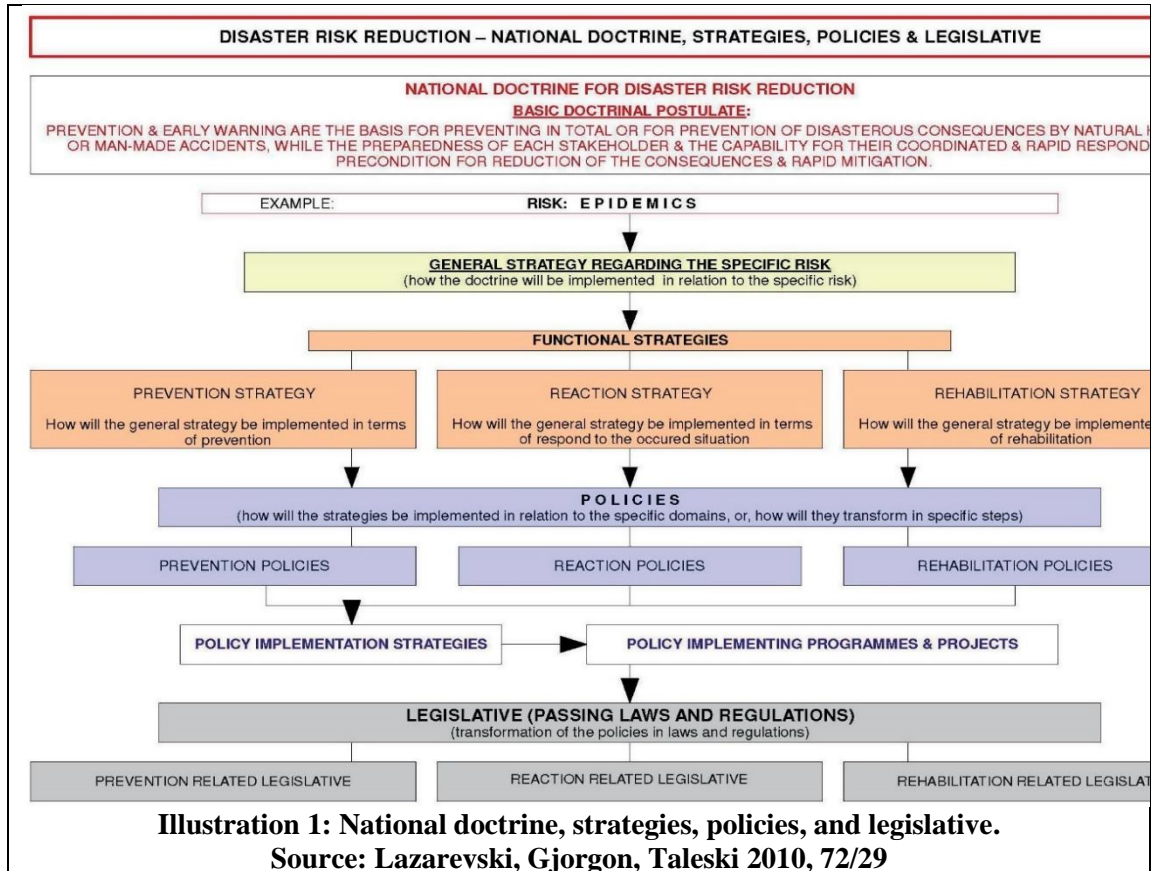 DISASTER RISK REDUCTION – NATIONAL DOCTRINE, STRATEGIES, POLICIES & LEGISLATIVE
NATIONAL DOCTRINE FOR DISASTER RISK REDUCTION
BASIC DOCTRINAL POSTULATE:
PREVENTION & EARLY WARNING ARE THE BASIS FOR PREVENTING IN TOTAL OR FOR PREVENTION OF DISASTEROUS CONSEQUENCES BY NATURAL
OR MAN-MADE ACCIDENTS, WHILE THE PREPAREDNESS OF EACH STAKEHOLDER & THE CAPABILITY FOR THEIR COORDINATED & RAPID RESPOND
PRECONDITION FOR REDUCTION OF THE CONSEQUENCES & RAPID MITIGATION.
EXAMPLE: RISK: E P I D E M I C S
GENERAL STRATEGY REGARDING THE SPECIFIC RISK
(how the doctrine will be implemented in relation to the specific risk)
FUNCTIONAL STRATEGIES
PREVENTION STRATEGY
How will the general strategy be implemented in terms
of prevention
REACTION STRATEGY
How will the general strategy be implemented in terms
of respond to the occured situation
REHABILITATION STRATEGY
How will the general strategy be implemente
of rehabilitation
P O L I C I E S
(how will the strategies be implemented in relation to the specific domains, or, how will they transform in specific steps)
PREVENTION POLICIES
REACTION POLICIES
REHABILITATION POLICIES
POLICY IMPLEMENTATION STRATEGIES
POLICY IMPLEMENTING PROGRAMMES & PROJECTS
LEGISLATIVE (PASSING LAWS AND REGULATIONS)
(transformation of the policies in laws and regulations)
PREVENTION RELATED LEGISLATIVE
REACTION RELATED LEGISLATIVE
REHABILITATION RELATED LEGISLAT
Illustration 1: National doctrine, strategies, policies, and legislative.
Source: Lazarevski, Gjorgon, Taleski 2010, 72/29